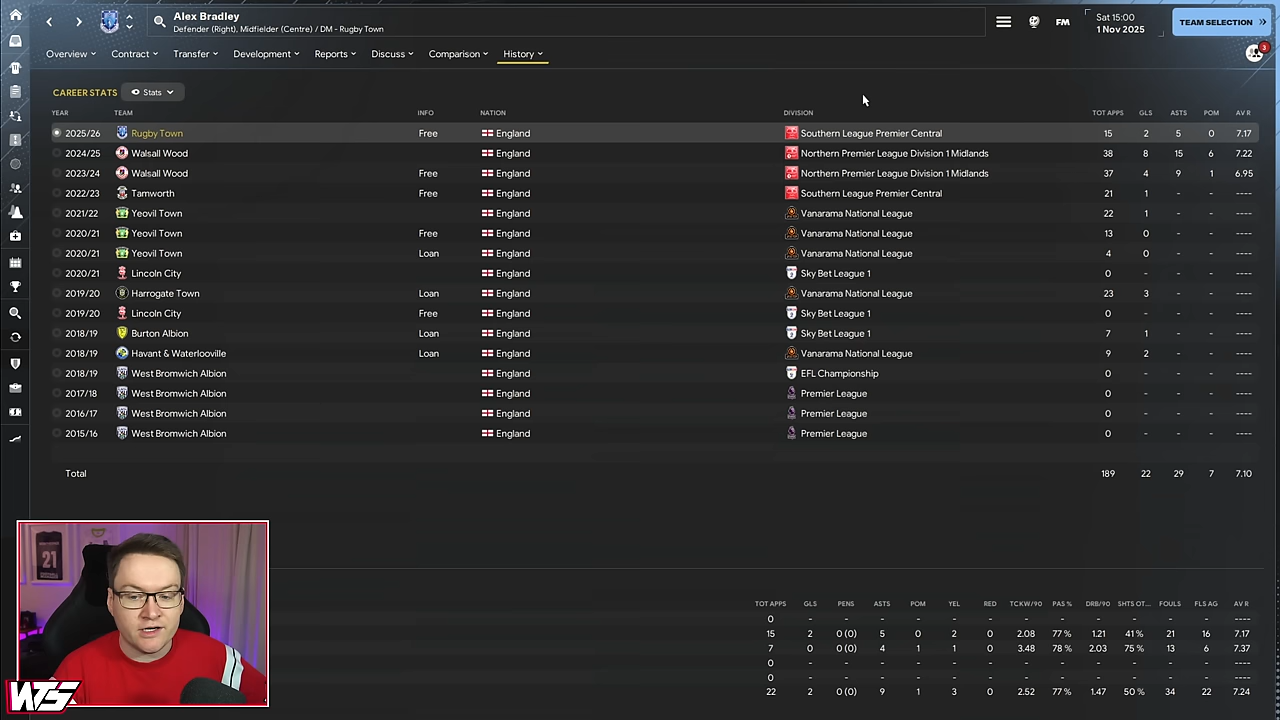 Alex Bradley
Defender (Right), Midfielder (Centre) / DM - Rugby Town
FM
Sat 15:00
1 Nov 2025
TEAM SELECTION
3
Overview Contract Transfer Development Reports Discuss Comparison History
CAREER STATS Stats
YEAR TEAM INFO NATION DIVISION TOT APPS GLS ASTS POM AV R
2025/26 Rugby Town Free England Southern League Premier Central 15 2 5 0 7.17
2024/25 Walsall Wood England Northern Premier League Division 1 Midlands 38 8 15 6 7.22
2023/24 Walsall Wood Free England Northern Premier League Division 1 Midlands 37 4 9 1 6.95
2022/23 Tamworth Free England Southern League Premier Central 21 1 - - ----
2021/22 Yeovil Town England Vanarama National League 22 1 - - ----
2020/21 Yeovil Town Free England Vanarama National League 13 0 - - ----
2020/21 Yeovil Town Loan England Vanarama National League 4 0 - - ----
2020/21 Lincoln City England Sky Bet League 1 0 - - - ----
2019/20 Harrogate Town Loan England Vanarama National League 23 3 - - ----
2019/20 Lincoln City Free England Sky Bet League 1 0 - - - ----
2018/19 Burton Albion Loan England Sky Bet League 1 7 1 - - ----
2018/19 Havant & Waterlooville Loan England Vanarama National League 9 2 - - ----
2018/19 West Bromwich Albion England EFL Championship 0 - - - ----
2017/18 West Bromwich Albion England Premier League 0 - - - ----
2016/17 West Bromwich Albion England Premier League 0 - - - ----
2015/16 West Bromwich Albion England Premier League 0 - - - ----
Total 189 22 29 7 7.10
21
TOT APPS GLS PENS ASTS POM YEL RED TCKW/90 PAS % DRB/90 SHTS OT... FOULS FLS AG AV R
0 - - - - - - - - - - - - ----
15 2 0 (0) 5 0 2 0 2.08 77 % 1.21 41 % 21 16 7.17
7 0 0 (0) 4 1 1 0 3.48 78 % 2.03 75 % 13 6 7.37
0 - - - - - - - - - - - - ----
0 - - - - - - - - - - - - ----
2 0 (0) 9 1 3 0 2.52 77 % 1.47 50 % 34 22 7.24
WTS